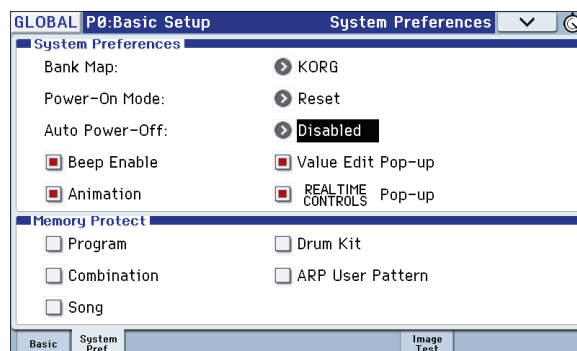 GLOBAL P0:Basic Setup System Preferences
System Preferences
Bank Map: KORG
Power-On Mode: Reset
Auto Power-Off: Disabled
Beep Enable Value Edit Pop-up
Animation REALTIME CONTROLS Pop-up
Memory Protect
Program Drum Kit
Combination ARP User Pattern
Song
Basic System Pref Image Test